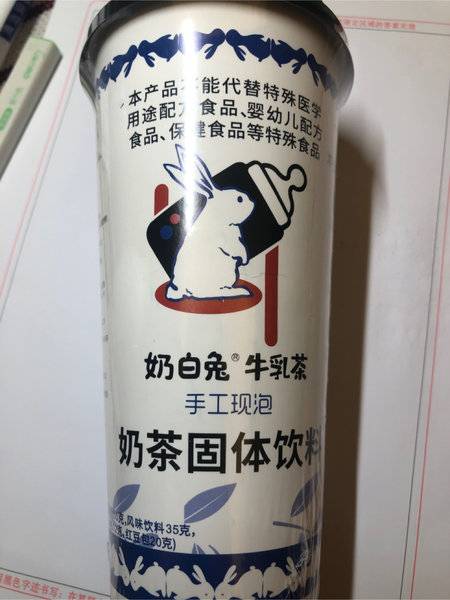 本产品不能代替特殊医学
用途配方食品、婴幼儿配方
食品、保健食品等特殊食品
奶白兔® 牛乳茶
手工现泡
奶茶固体饮料
克,风味饮料35克,
克,红豆包20克)